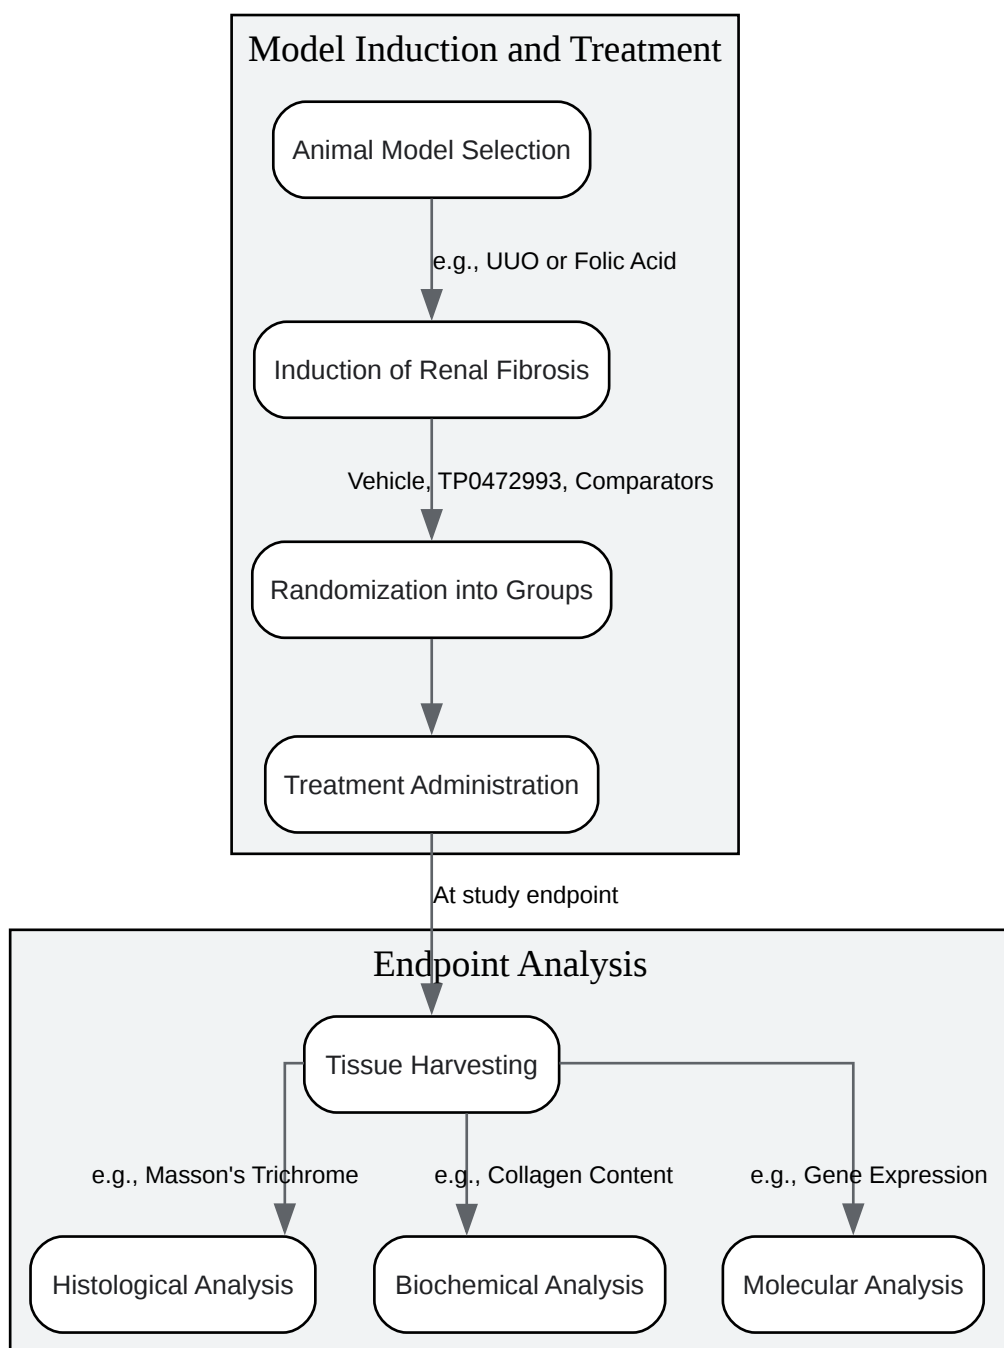 Model Induction and Treatment
Animal Model Selection
e.g., UUO or Folic Acid
Induction of Renal Fibrosis
Vehicle, TP0472993, Comparators
Randomization into Groups
Treatment Administration
At study endpoint
Endpoint Analysis
Tissue Harvesting
e.g., Masson's Trichrome
e.g., Collagen Content
e.g., Gene Expression
Histological Analysis
Biochemical Analysis
Molecular Analysis